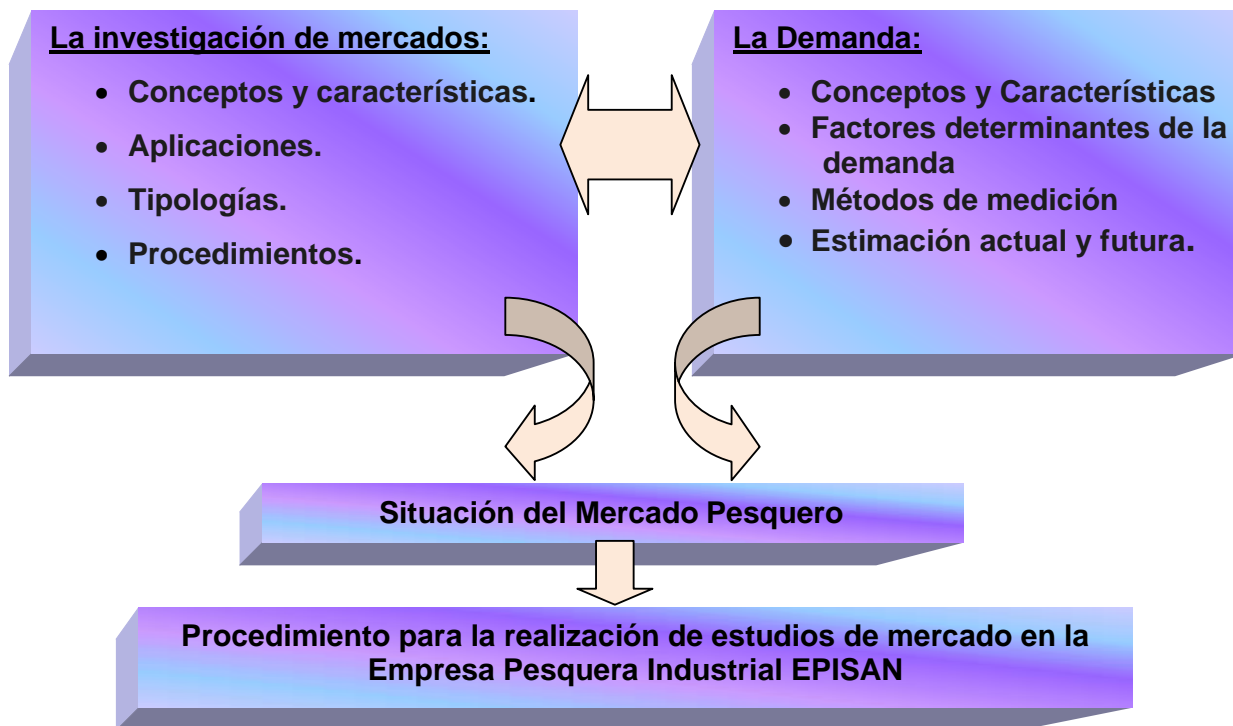 La investigación de mercados:
• Conceptos y características.
• Aplicaciones.
• Tipologías.
• Procedimientos.
La Demanda:
• Conceptos y Características
• Factores determinantes de la
demanda
• Métodos de medición
• Estimación actual y futura.
Situación del Mercado Pesquero
Procedimiento para la realización de estudios de mercado en la
Empresa Pesquera Industrial EPISAN